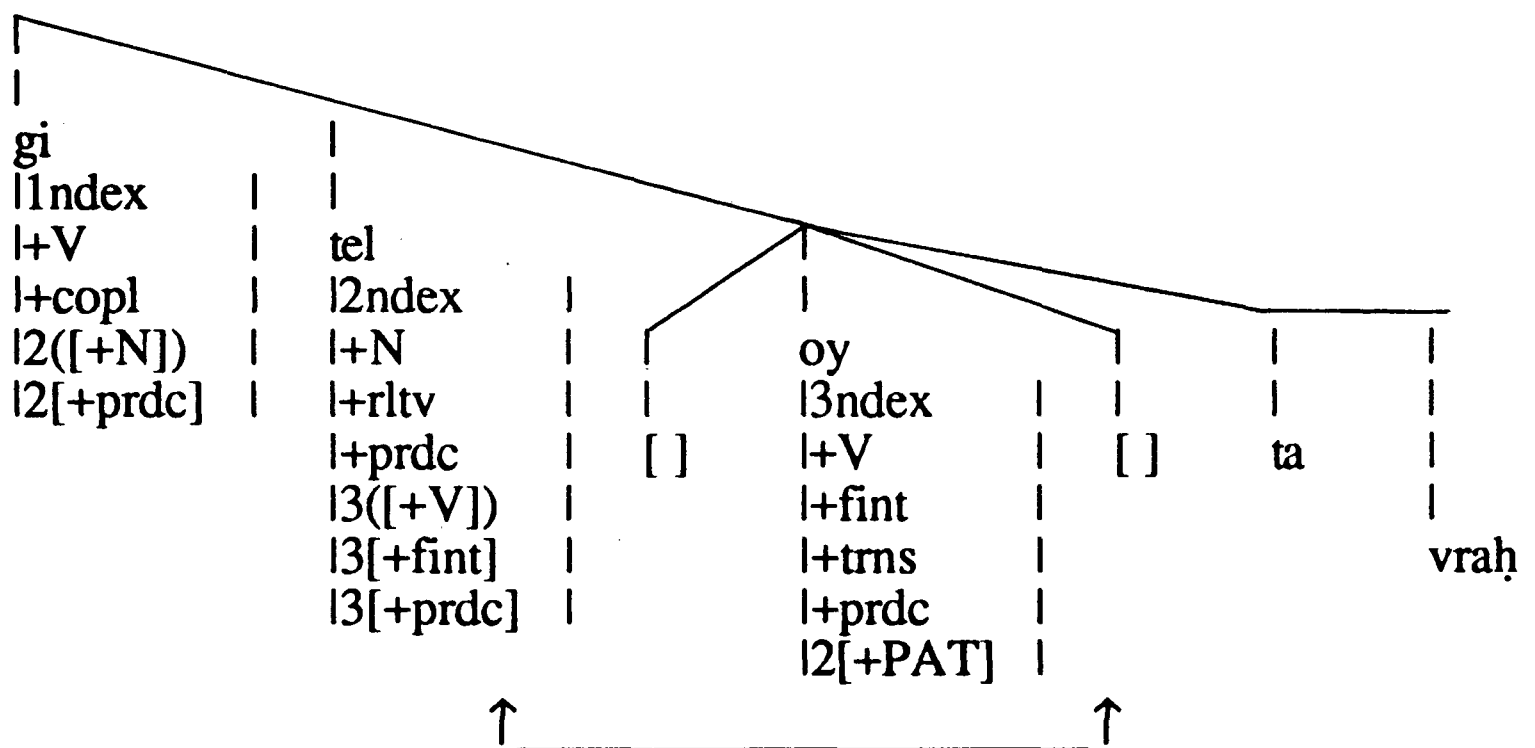 gi
1ndex
+V
+copl
2([+N])
2[+prdc]
tel
2ndex
+N
+rltv
+prdc
3([+V])
3[+fint]
3[+prdc]
[ ]
oy
3ndex
+V
+fint
+trns
+prdc
2[+PAT]
[ ]
ta
vraḥ